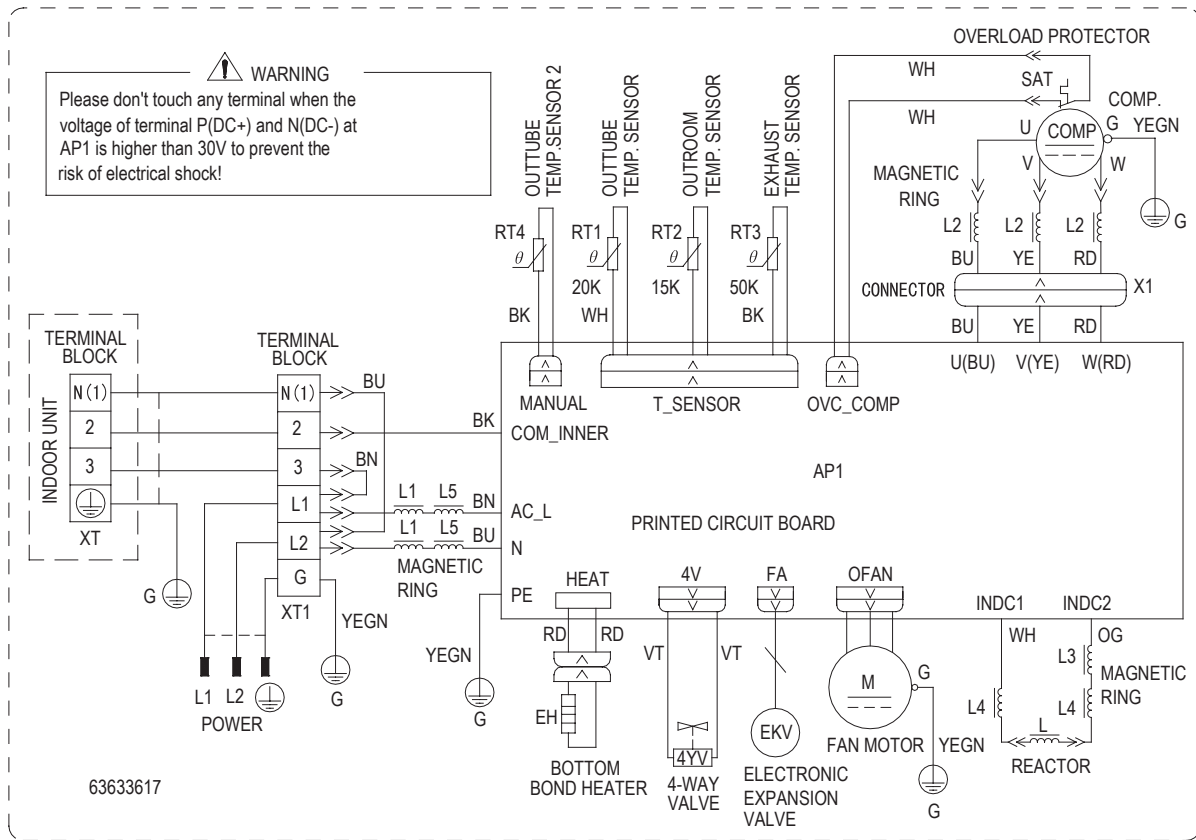 WARNING
Please don't touch any terminal when the
voltage of terminal P(DC+) and N(DC-) at
AP1 is higher than 30V to prevent the
risk of electrical shock!
OUTTUBE
TEMP.SENSOR 2
OUTTUBE
TEMP. SENSOR
OUTROOM
TEMP. SENSOR
EXHAUST
TEMP. SENSOR
RT4
θ
BK
RT1
θ
20K
WH
RT2
θ
15K
RT3
θ
50K
BK
OVERLOAD PROTECTOR
WH
SAT
WH
COMP.
U
COMP
G
YEGN
V
W
G
MAGNETIC
RING
L2
L2
L2
BU
YE
RD
CONNECTOR
X1
BU
YE
RD
U(BU)
V(YE)
W(RD)
MANUAL
T_SENSOR
OVC_COMP
INDOOR UNIT
TERMINAL
BLOCK
N(1)
2
3
XT
G
TERMINAL
BLOCK
N(1)
2
3
L1
L2
G
XT1
BU
BN
BK
COM_INNER
L1
L5
BN
AC_L
L1
L5
BU
N
MAGNETIC
RING
PE
YEGN
G
YEGN
G
L1
L2
POWER
AP1
PRINTED CIRCUIT BOARD
HEAT
RD
RD
EH
BOTTOM
BOND HEATER
4V
VT
VT
4YV
4-WAY
VALVE
FA
EKV
ELECTRONIC
EXPANSION
VALVE
OFAN
M
G
FAN MOTOR
YEGN
G
INDC1
INDC2
WH
OG
L3
MAGNETIC
RING
L4
L4
L
REACTOR
63633617